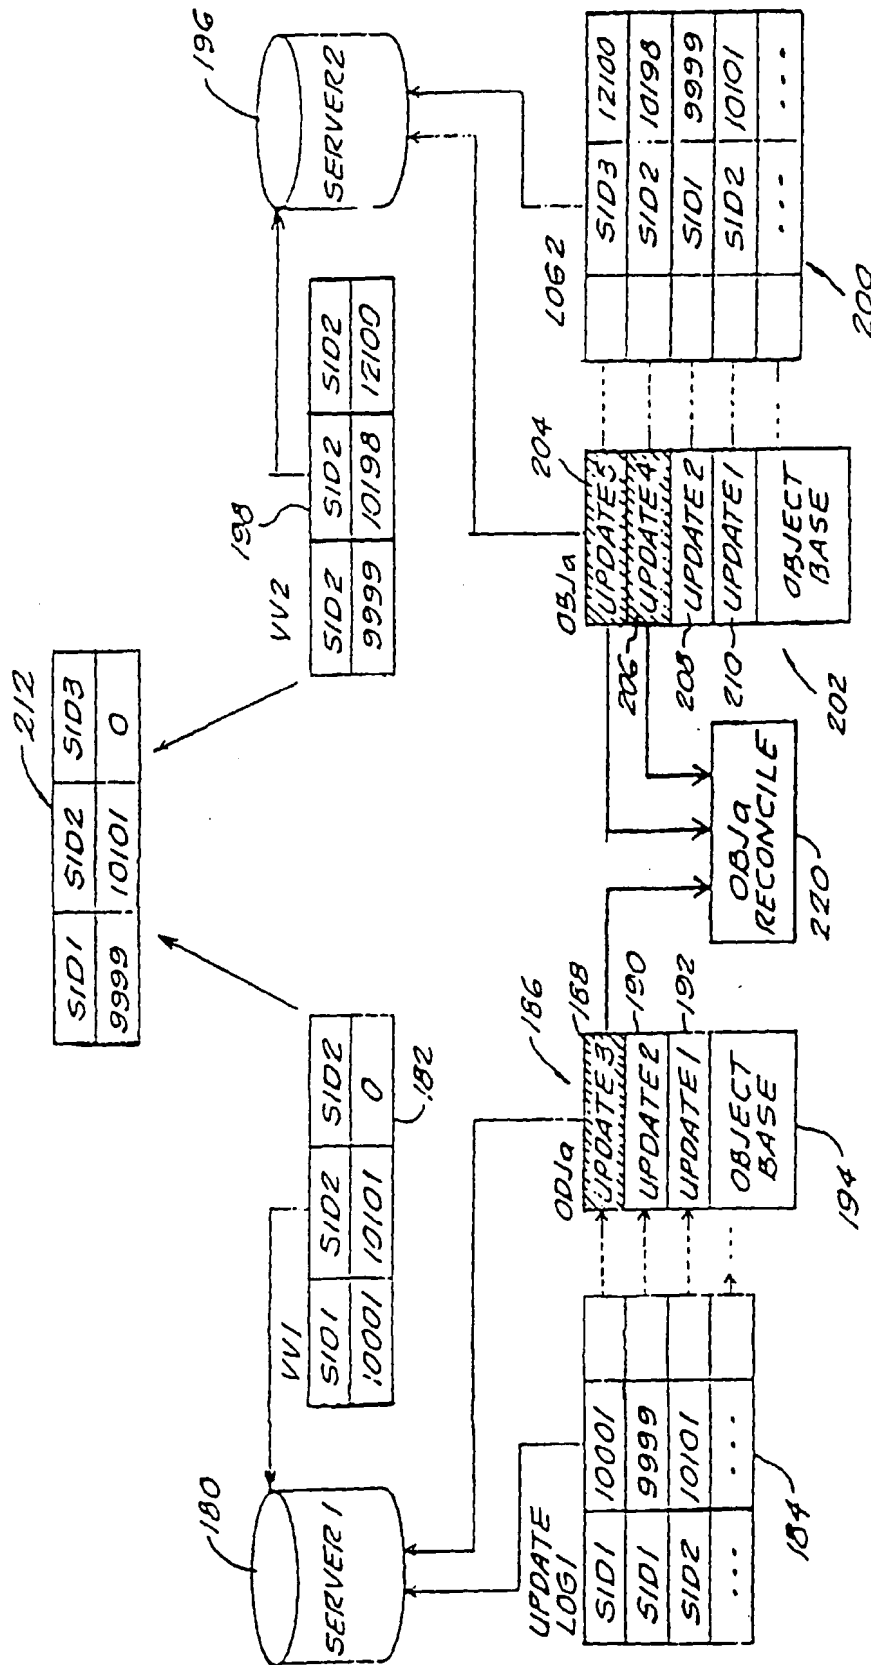 212
SID1 SID2 SID3
9999 10101 0
180
SERVER 1
VV1
SID1 SID2 SID2
10001 10101 0
182
VV2
198
SID2 SID2 SID2
9999 10198 12100
196
SERVER2
UPDATE
LOG1
SID1 10001
SID1 9999
SID2 10101
...
...
184
ODJa
186
188
UPDATE3
190
UPDATE2
192
UPDATE1
OBJECT
BASE
194
OBJa
RECONCILE
220
OBJa
204
UPDATE5
206
UPDATE4
208
UPDATE2
210
UPDATE1
OBJECT
BASE
202
LOG2
SID3 12100
SID2 10198
SID1 9999
SID2 10101
...
...
200